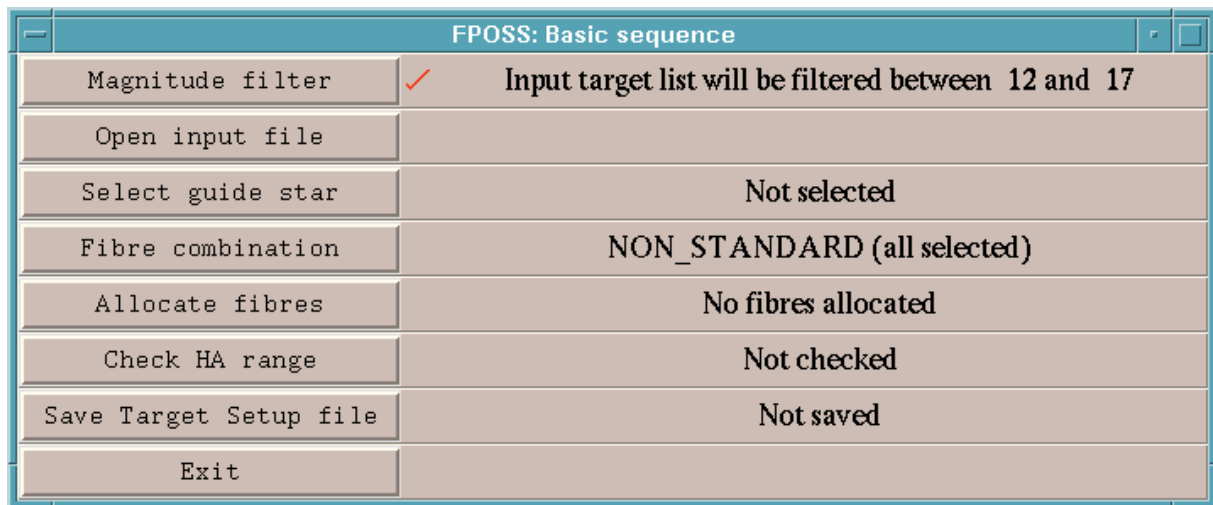 FPOSS: Basic sequence
Magnitude filter Input target list will be filtered between 12 and 17
Open input file
Select guide star Not selected
Fibre combination NON_STANDARD (all selected)
Allocate fibres No fibres allocated
Check HA range Not checked
Save Target Setup file Not saved
Exit